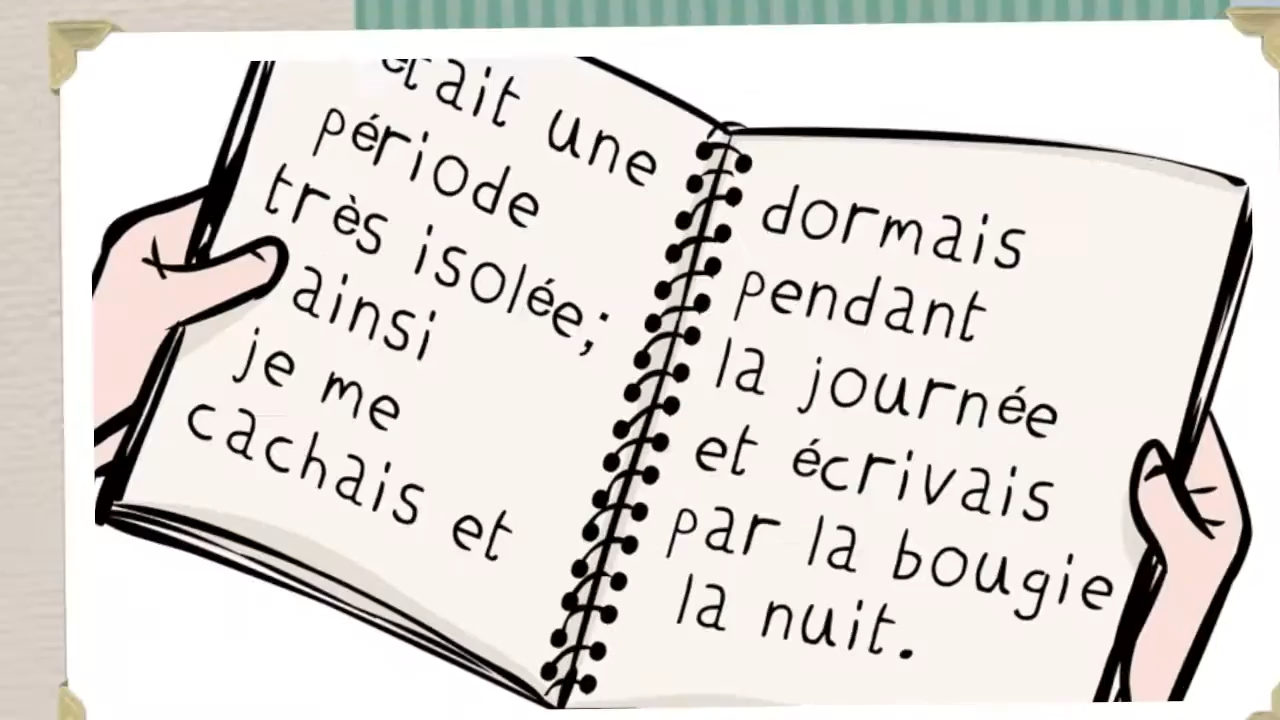 était une
période
très isolée;
ainsi
je me
cachais et
dormais
pendant
la journée
et écrivais
par la bougie
la nuit.